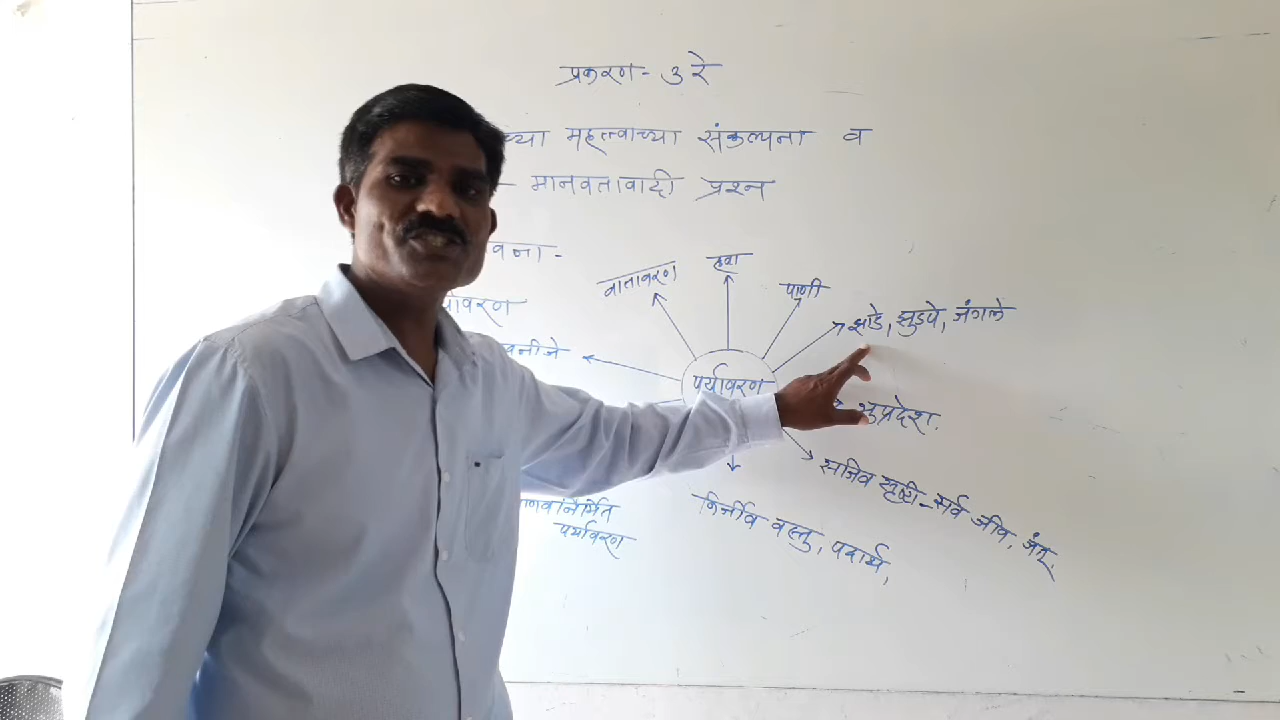 प्रकरण - ३ रे
च्या महत्त्वाच्या संकल्पना व
- मानवतावादी प्रश्न
वना -
वातावरण
हवा
पाणी
झाडे, झुडपे, जंगले
र्यावरण
खनीजे
पर्यावरण
भुप्रदेश.
सजिव सृष्टी - सर्व जीव, जंतू.
निर्जीव वस्तु, पदार्थ,
मानवनिर्मित
पर्यावरण